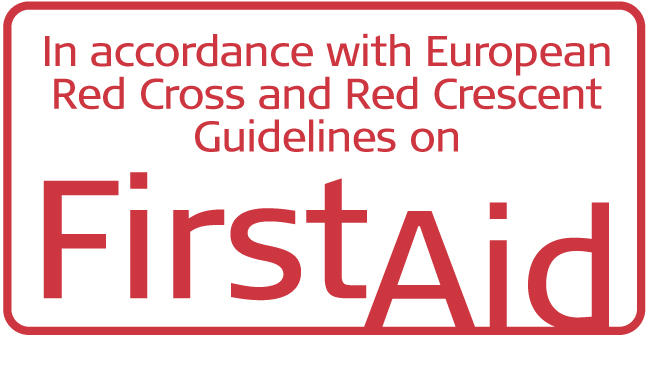 In accordance with European
Red Cross and Red Crescent
Guidelines on
First Aid